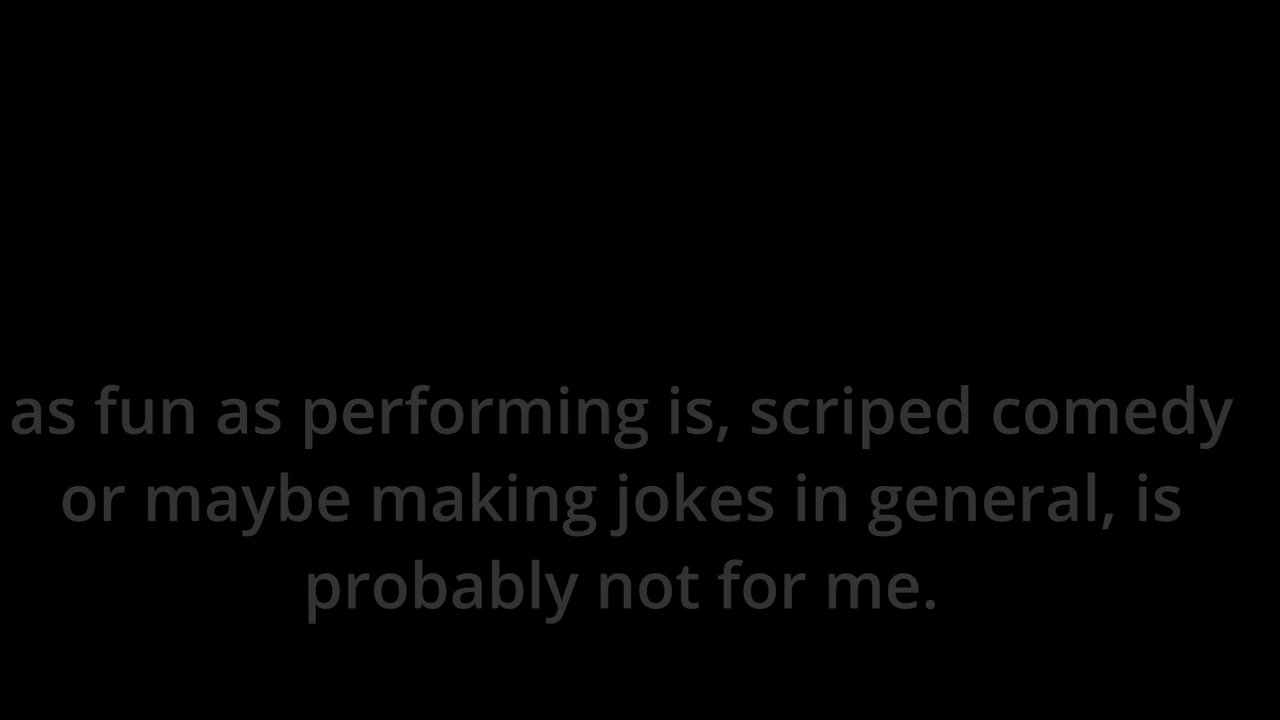 as fun as performing is, scriped comedy
or maybe making jokes in general, is
probably not for me.